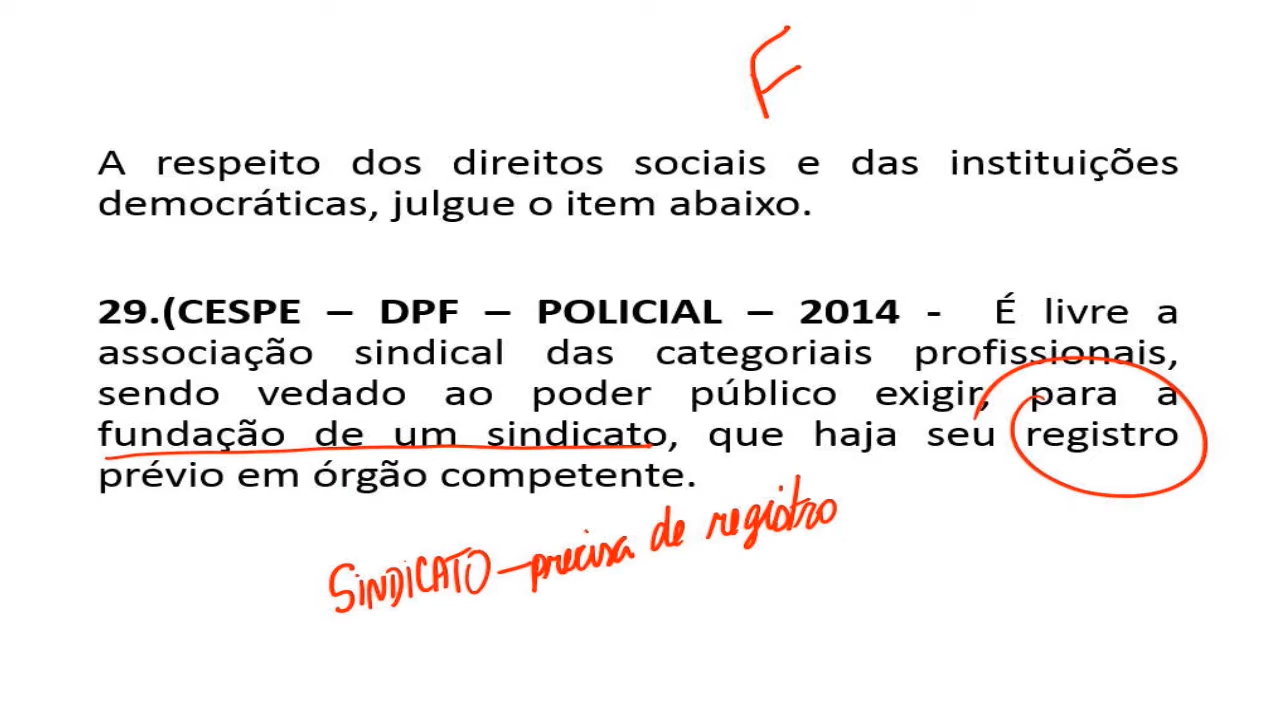 F
A respeito dos direitos sociais e das instituições
democráticas, julgue o item abaixo.
29.(CESPE – DPF – POLICIAL – 2014 - É livre a
associação sindical das categoriais profissionais,
sendo vedado ao poder público exigir, para a
fundação de um sindicato, que haja seu registro
prévio em órgão competente.
SINDICATO – precisa de registro